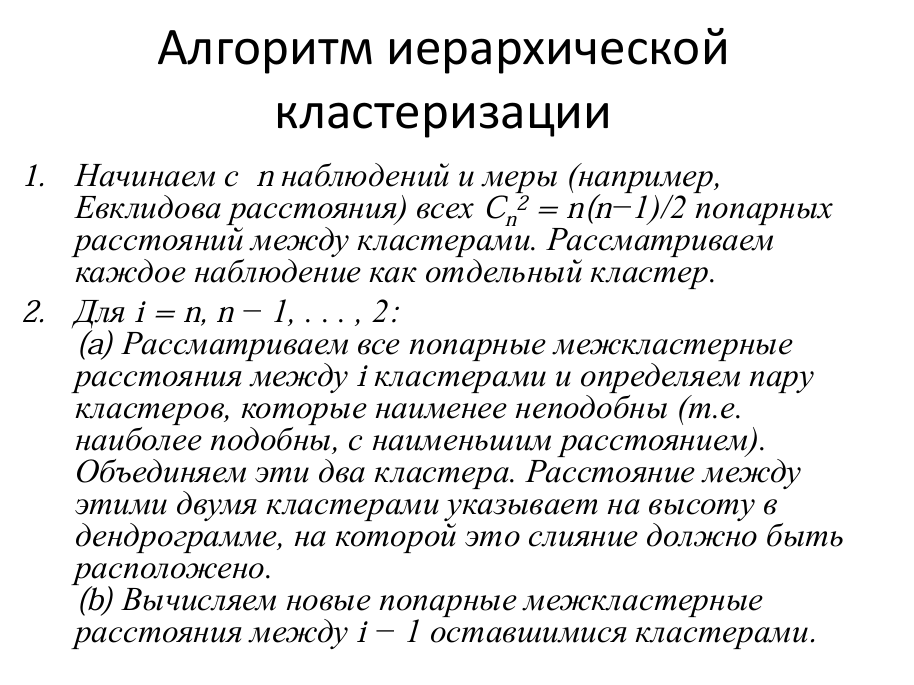 Алгоритм иерархической
кластеризации
1. Начинаем с n наблюдений и меры (например,
Евклидова расстояния) всех Cₙ² = n(n−1)/2 попарных
расстояний между кластерами. Рассматриваем
каждое наблюдение как отдельный кластер.
2. Для i = n, n − 1, . . . , 2:
(a) Рассматриваем все попарные межкластерные
расстояния между i кластерами и определяем пару
кластеров, которые наименее неподобны (т.е.
наиболее подобны, с наименьшим расстоянием).
Объединяем эти два кластера. Расстояние между
этими двумя кластерами указывает на высоту в
дендрограмме, на которой это слияние должно быть
расположено.
(b) Вычисляем новые попарные межкластерные
расстояния между i − 1 оставшимися кластерами.